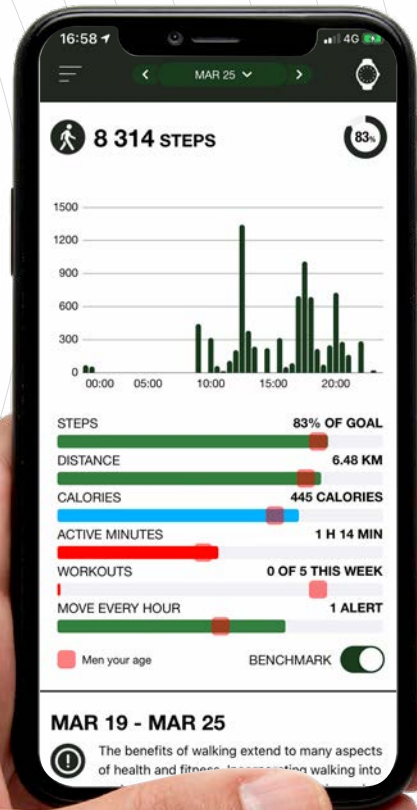 16:58
4G
MAR 25
8 314 STEPS
83%
1500
1200
900
600
300
0
00:00 05:00 10:00 15:00 20:00
STEPS 83% OF GOAL
DISTANCE 6.48 KM
CALORIES 445 CALORIES
ACTIVE MINUTES 1 H 14 MIN
WORKOUTS 0 OF 5 THIS WEEK
MOVE EVERY HOUR 1 ALERT
Men your age BENCHMARK
MAR 19 - MAR 25
The benefits of walking extend to many aspects
of health and fitness. Incorporating walking into